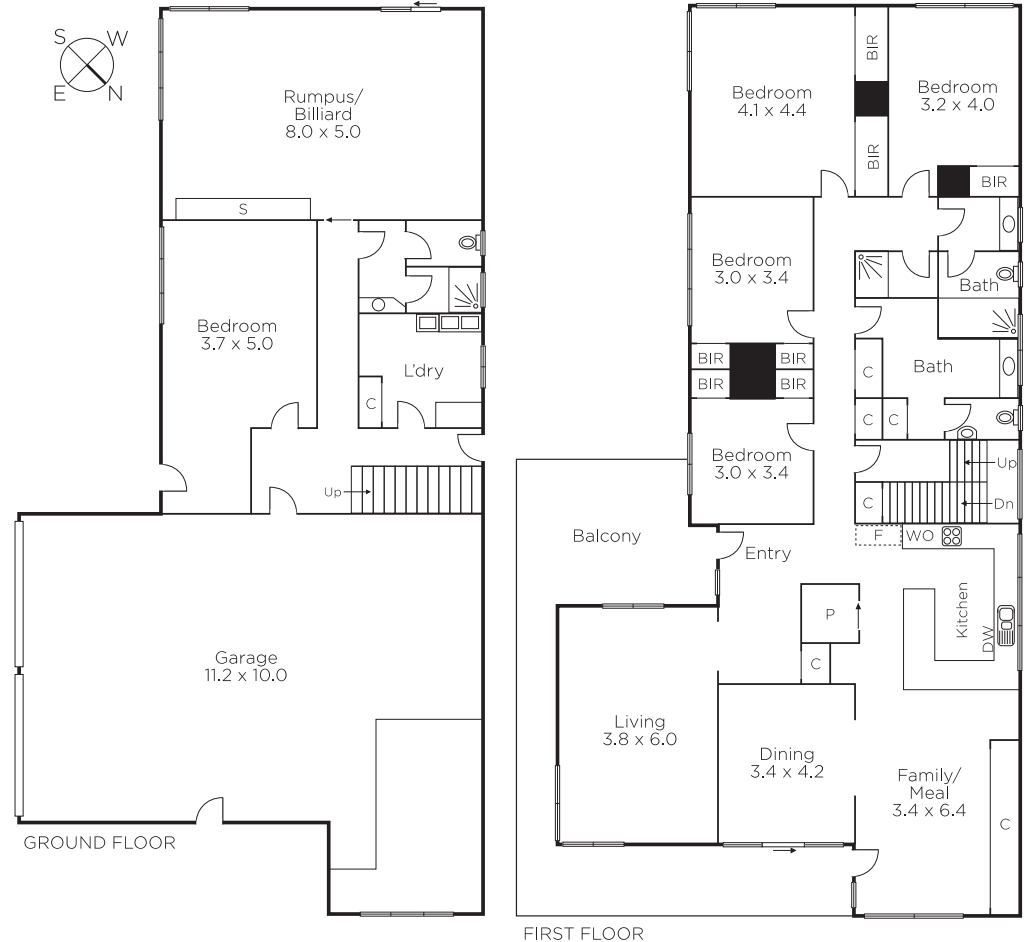 S W
E N
Rumpus/
Billiard
8.0 x 5.0
S
Bedroom
3.7 x 5.0
L'dry
C
Up
Garage
11.2 x 10.0
GROUND FLOOR
Bedroom
4.1 x 4.4
BIR
BIR
Bedroom
3.2 x 4.0
BIR
Bedroom
3.0 x 3.4
Bath
BIR BIR
BIR BIR
C
Bath
C C
Bedroom
3.0 x 3.4
Up
C
Dn
Balcony
Entry
F WO
Kitchen
DW
P
C
Living
3.8 x 6.0
Dining
3.4 x 4.2
Family/
Meal
3.4 x 6.4
C
FIRST FLOOR